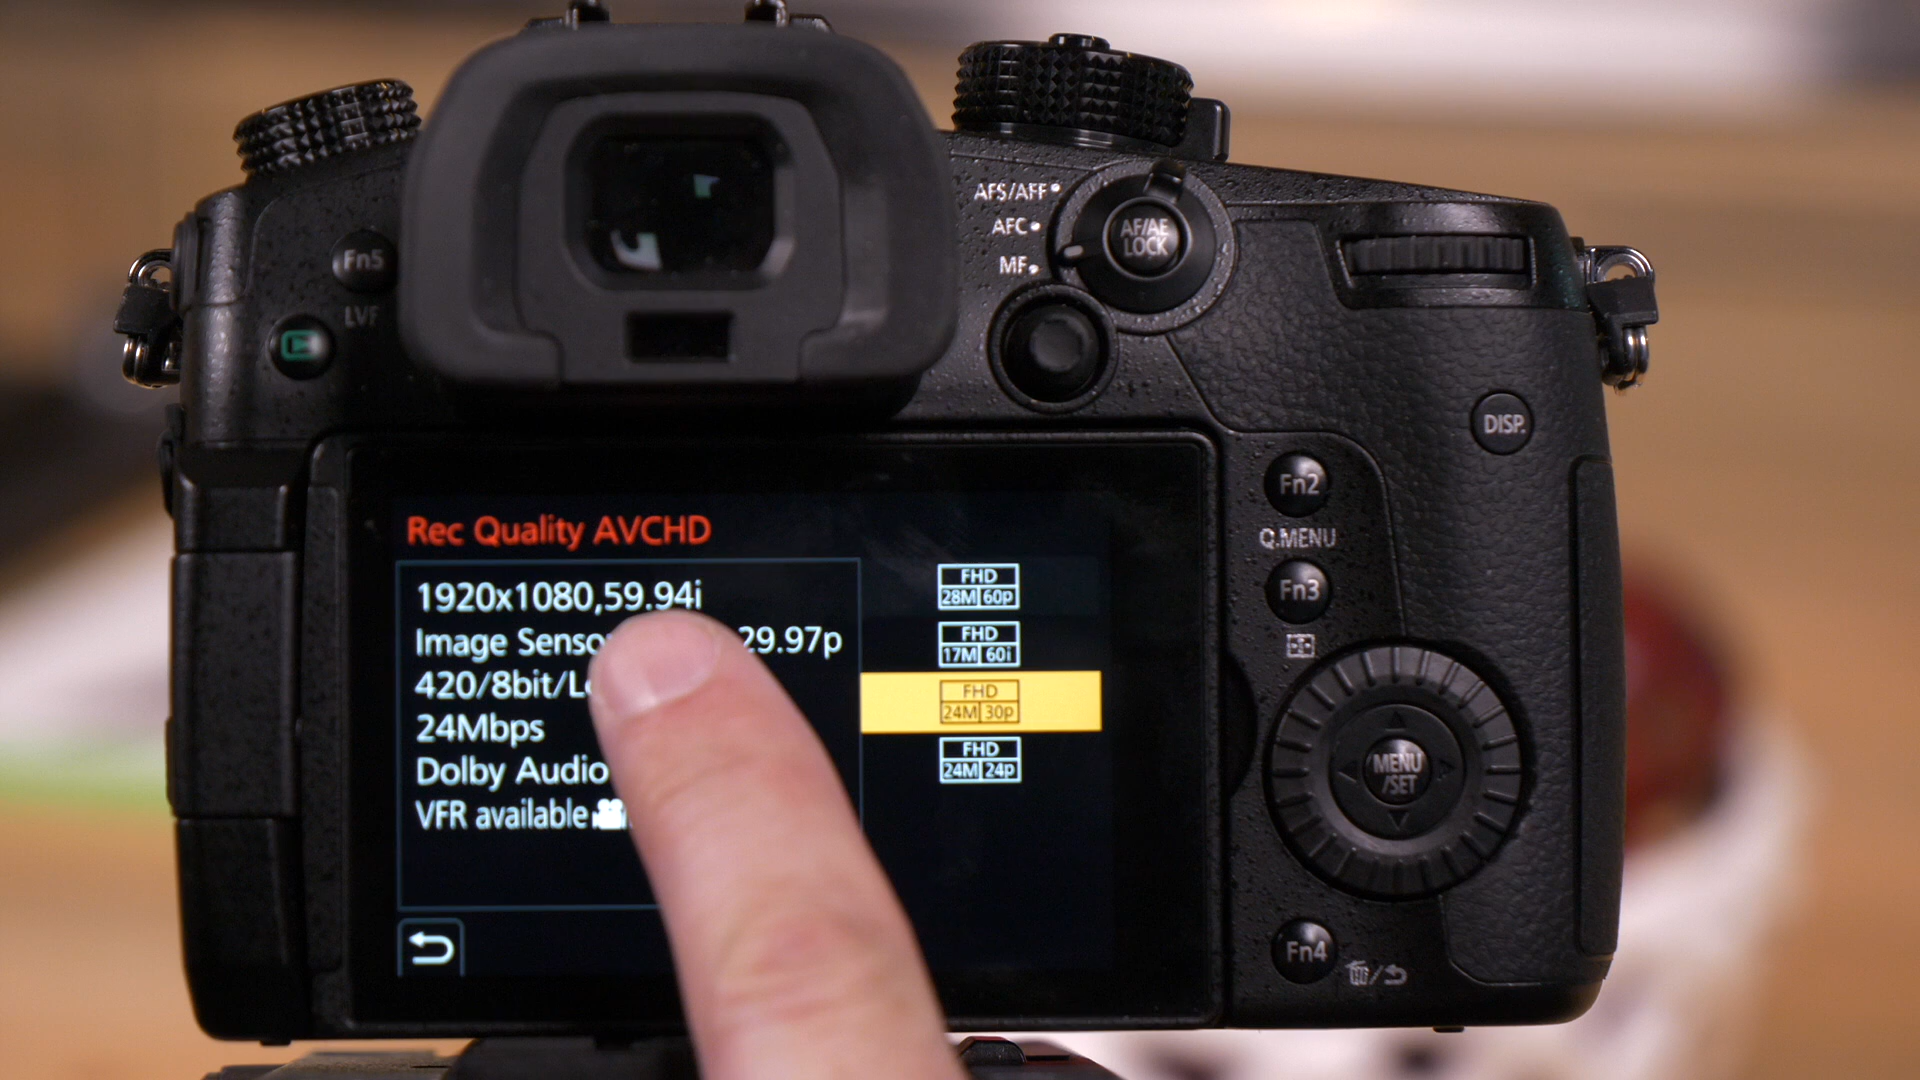 AFS/AFF
AFC
MF
AF/AE
LOCK
Fn5
LVF
DISP.
Fn2
Q.MENU
Fn3
MENU
/SET
Fn4
Rec Quality AVCHD
1920x1080,59.94i
Image 29.97p
420/8bit/
24Mbps
Dolby Audio
VFR available
FHD
28M 60p
FHD
17M 60i
FHD
24M 30p
FHD
24M 24p